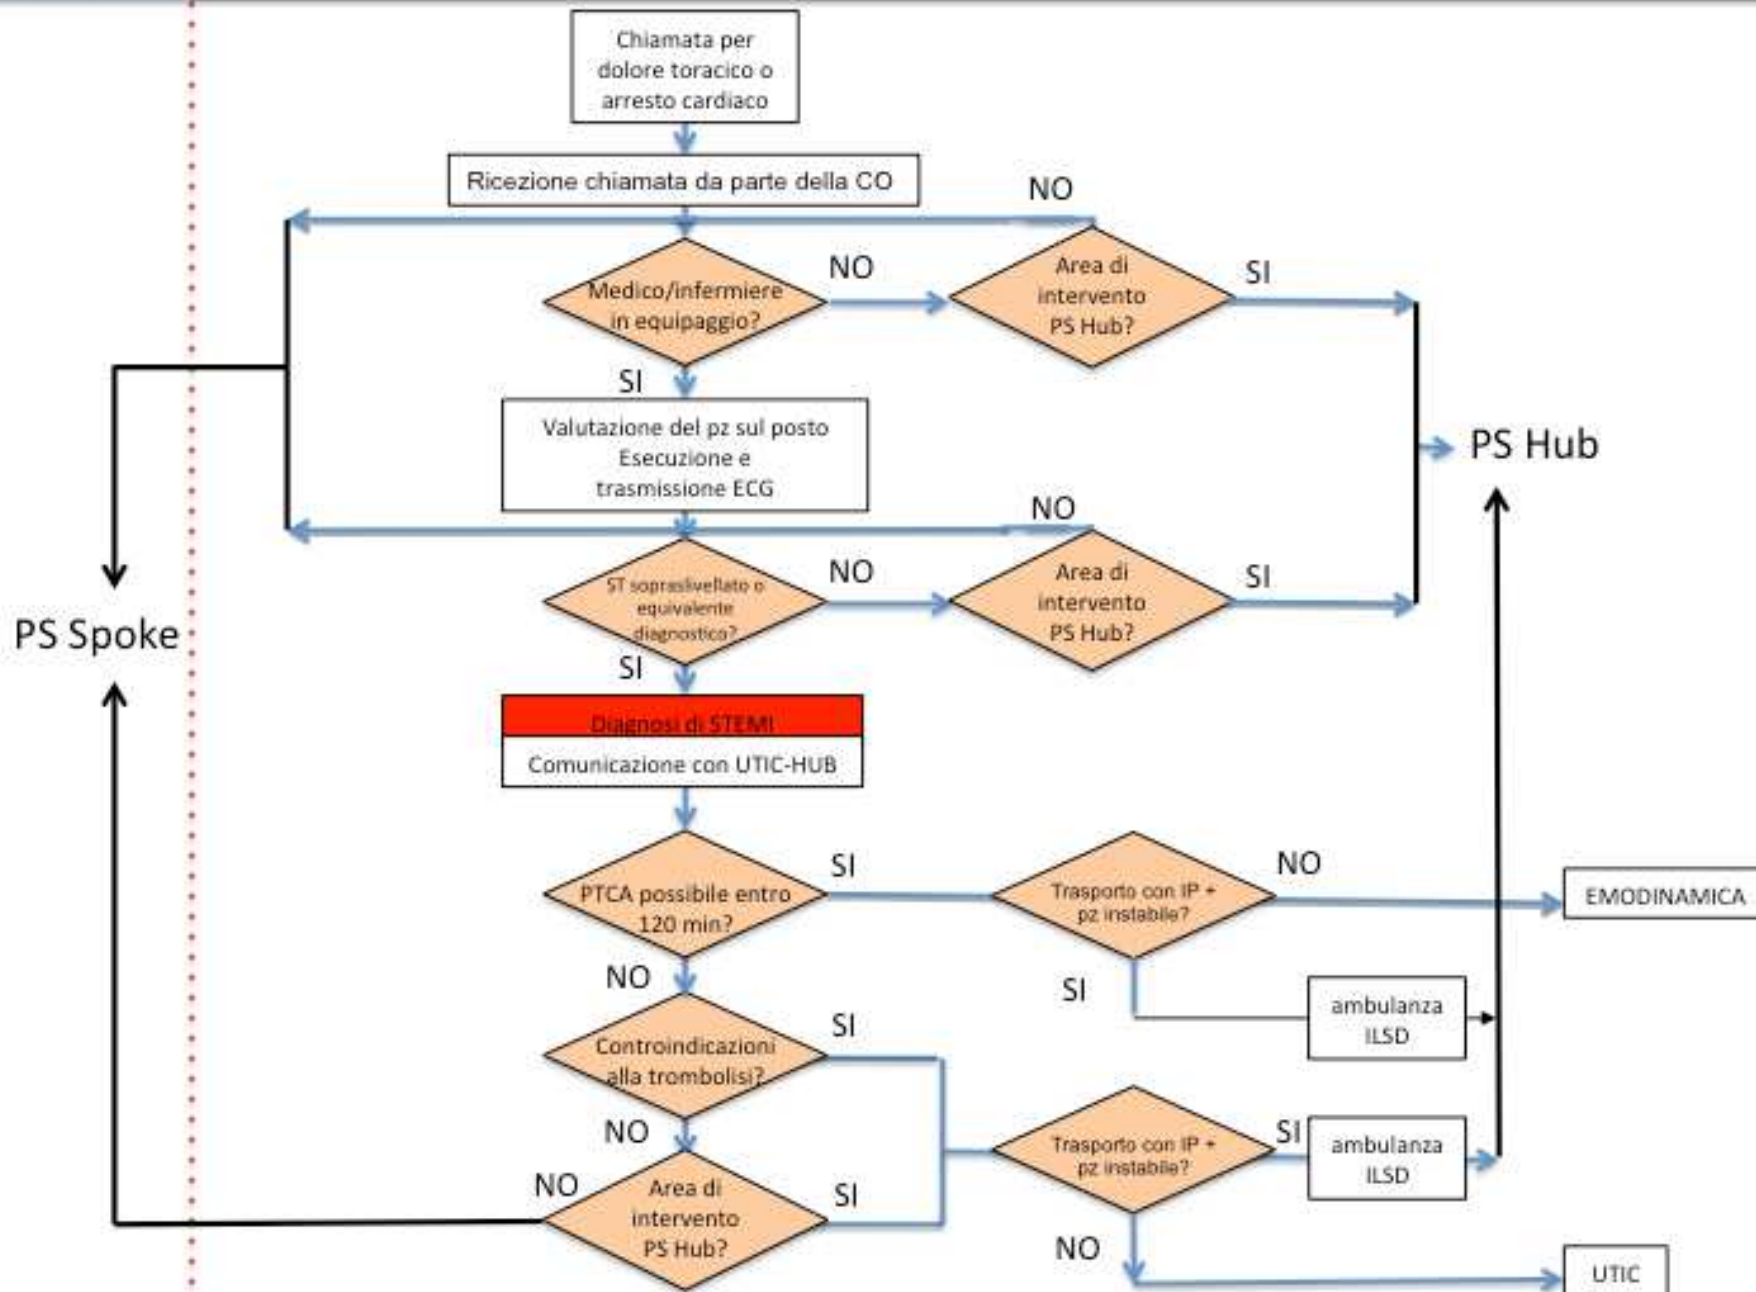 Chiamata per
dolore toracico o
arresto cardiaco
Ricezione chiamata da parte della CO
NO
Medico/infermiere
in equipaggio?
NO
Area di
intervento
PS Hub?
SI
SI
Valutazione del pz sul posto
Esecuzione e
trasmissione ECG
PS Hub
NO
ST sopraslivellato o
equivalente
diagnostico?
NO
Area di
intervento
PS Hub?
SI
PS Spoke
SI
Diagnosi di STEMI
Comunicazione con UTIC-HUB
PTCA possibile entro
120 min?
SI
Trasporto con IP +
pz instabile?
NO
EMODINAMICA
NO
SI
ambulanza
ILSD
Controindicazioni
alla trombolisi?
SI
NO
Trasporto con IP +
pz instabile?
SI
ambulanza
ILSD
NO
Area di
intervento
PS Hub?
SI
NO
UTIC